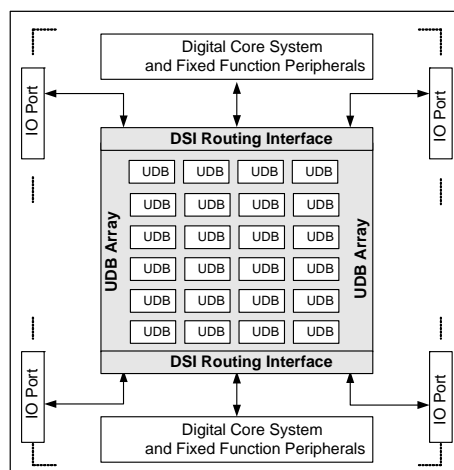 Digital Core System
and Fixed Function Peripherals
IO Port
IO Port
DSI Routing Interface
UDB UDB UDB UDB
UDB UDB UDB UDB
UDB UDB UDB UDB
UDB Array
UDB Array
UDB UDB UDB UDB
UDB UDB UDB UDB
UDB UDB UDB UDB
DSI Routing Interface
IO Port
IO Port
Digital Core System
and Fixed Function Peripherals